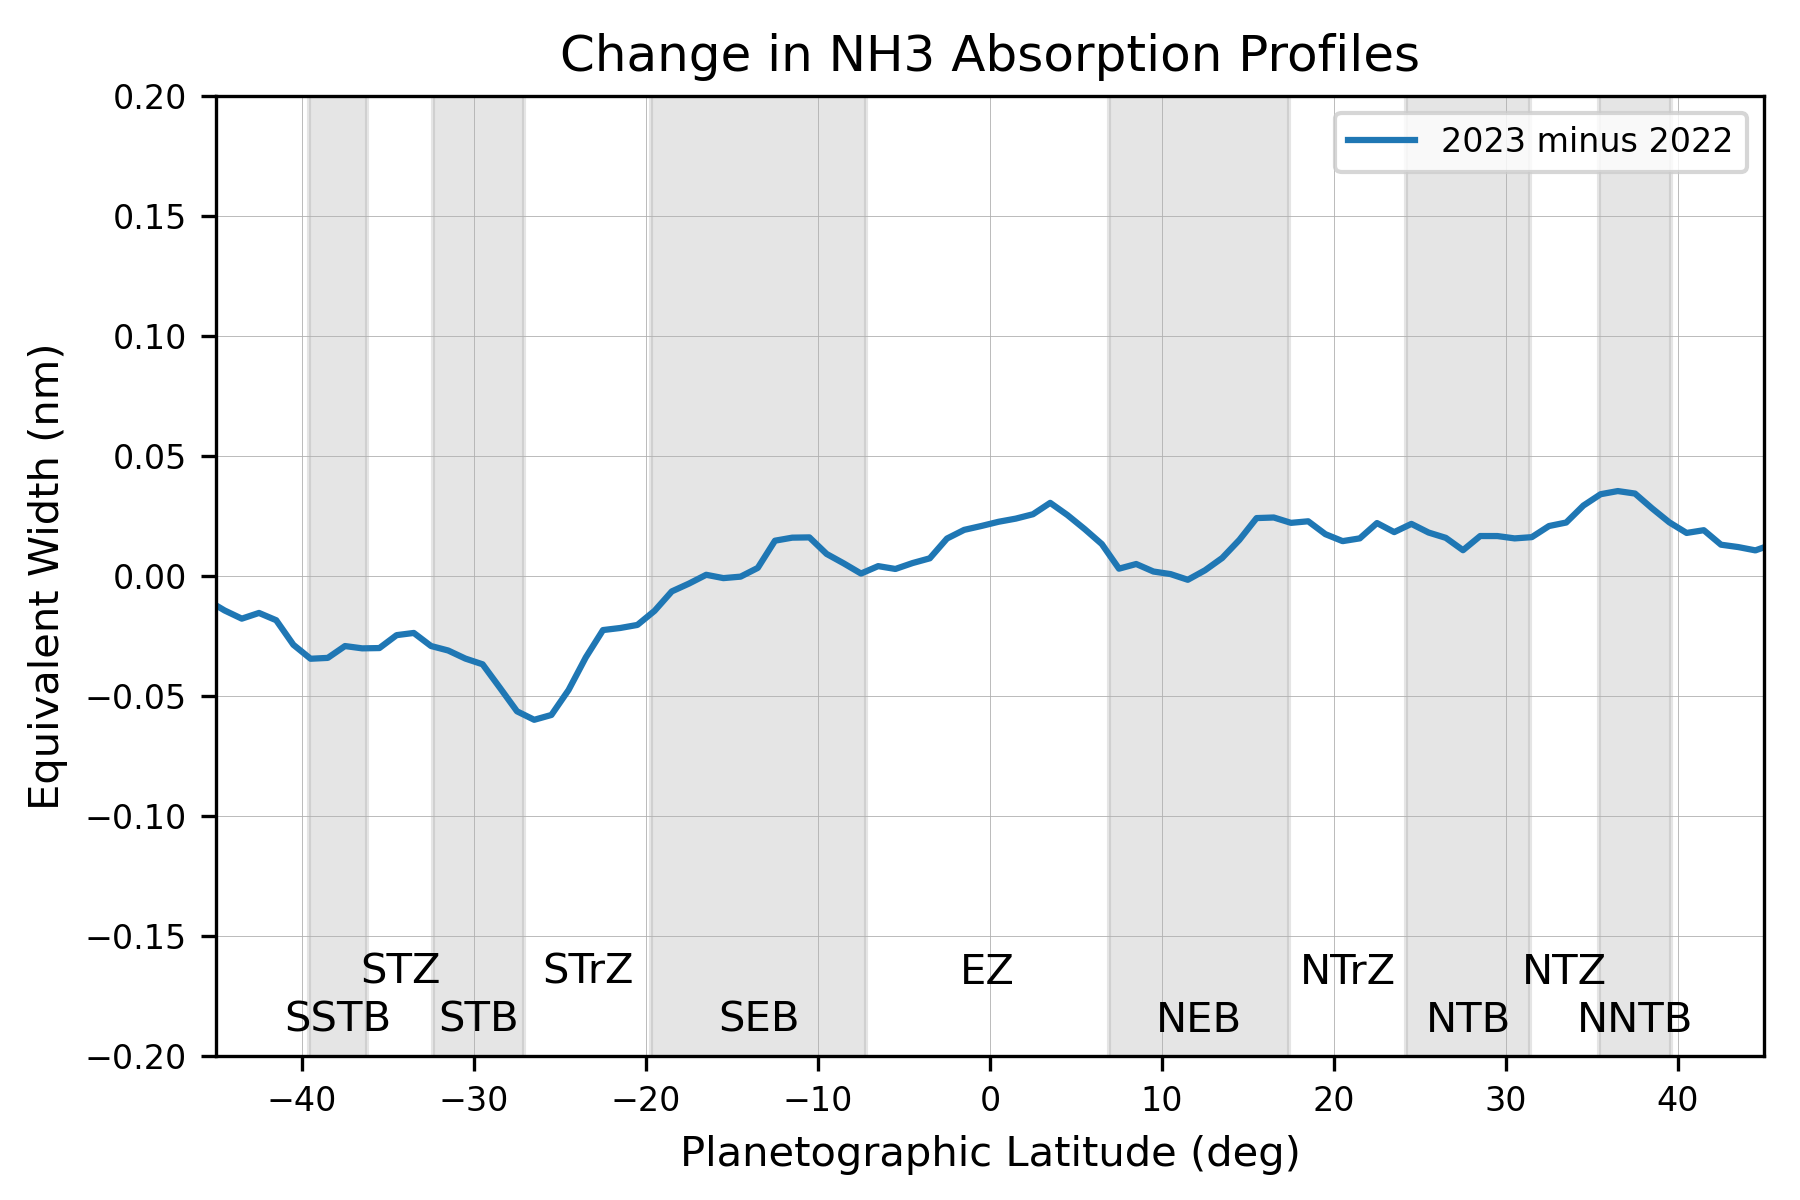 Change in NH3 Absorption Profiles
2023 minus 2022
Equivalent Width (nm)
0.20
0.15
0.10
0.05
0.00
−0.05
−0.10
−0.15
−0.20
STZ STrZ EZ NTrZ NTZ
SSTB STB SEB NEB NTB NNTB
−40 −30 −20 −10 0 10 20 30 40
Planetographic Latitude (deg)